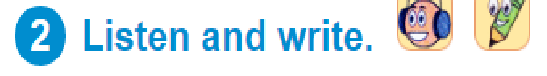 2 Listen and write.